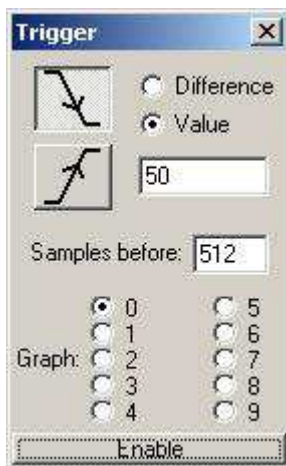 Trigger
Difference
Value
50
Samples before: 512
Graph:
0 5
1 6
2 7
3 8
4 9
Enable